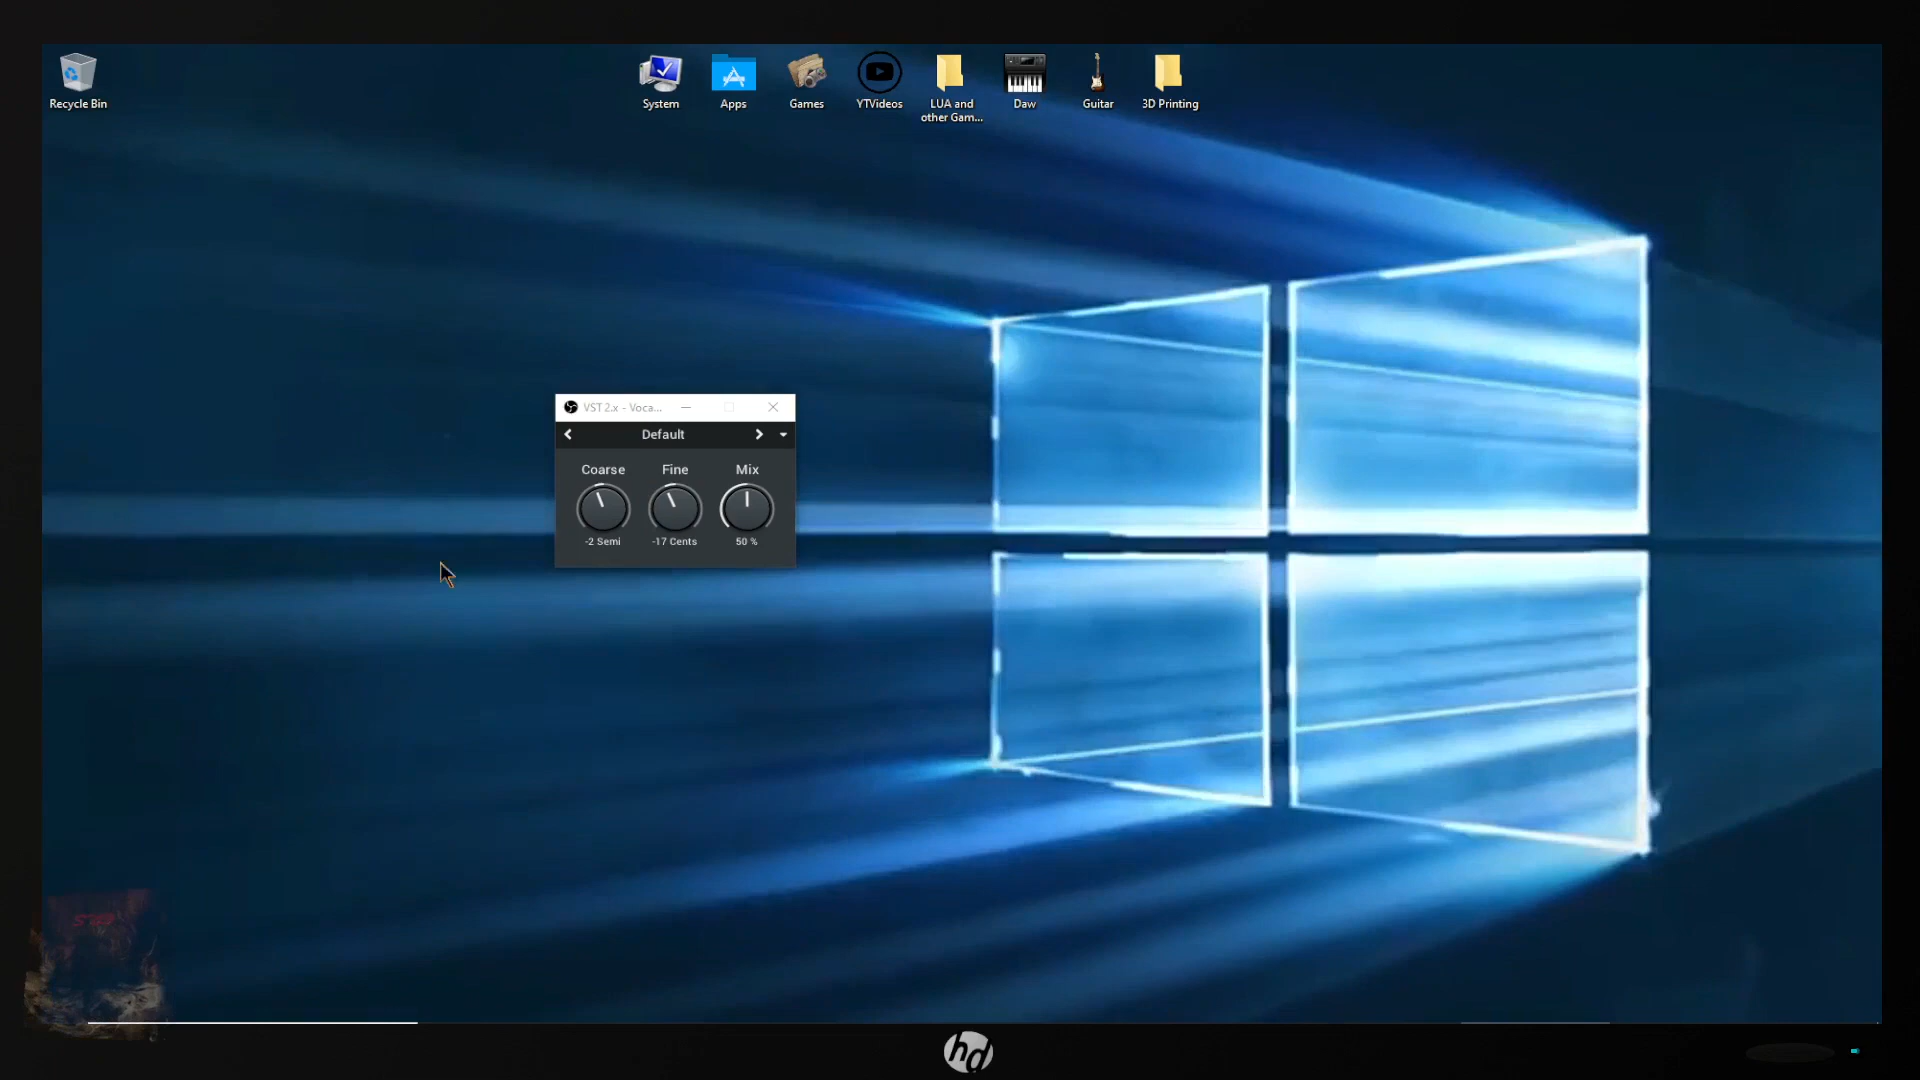 Recycle Bin
System
Apps
Games
YTVideos
LUA and
other Gam...
Daw
Guitar
3D Printing
VST 2.x - Voca...
Default
Coarse
Fine
Mix
-2 Semi
-17 Cents
50 %
hp